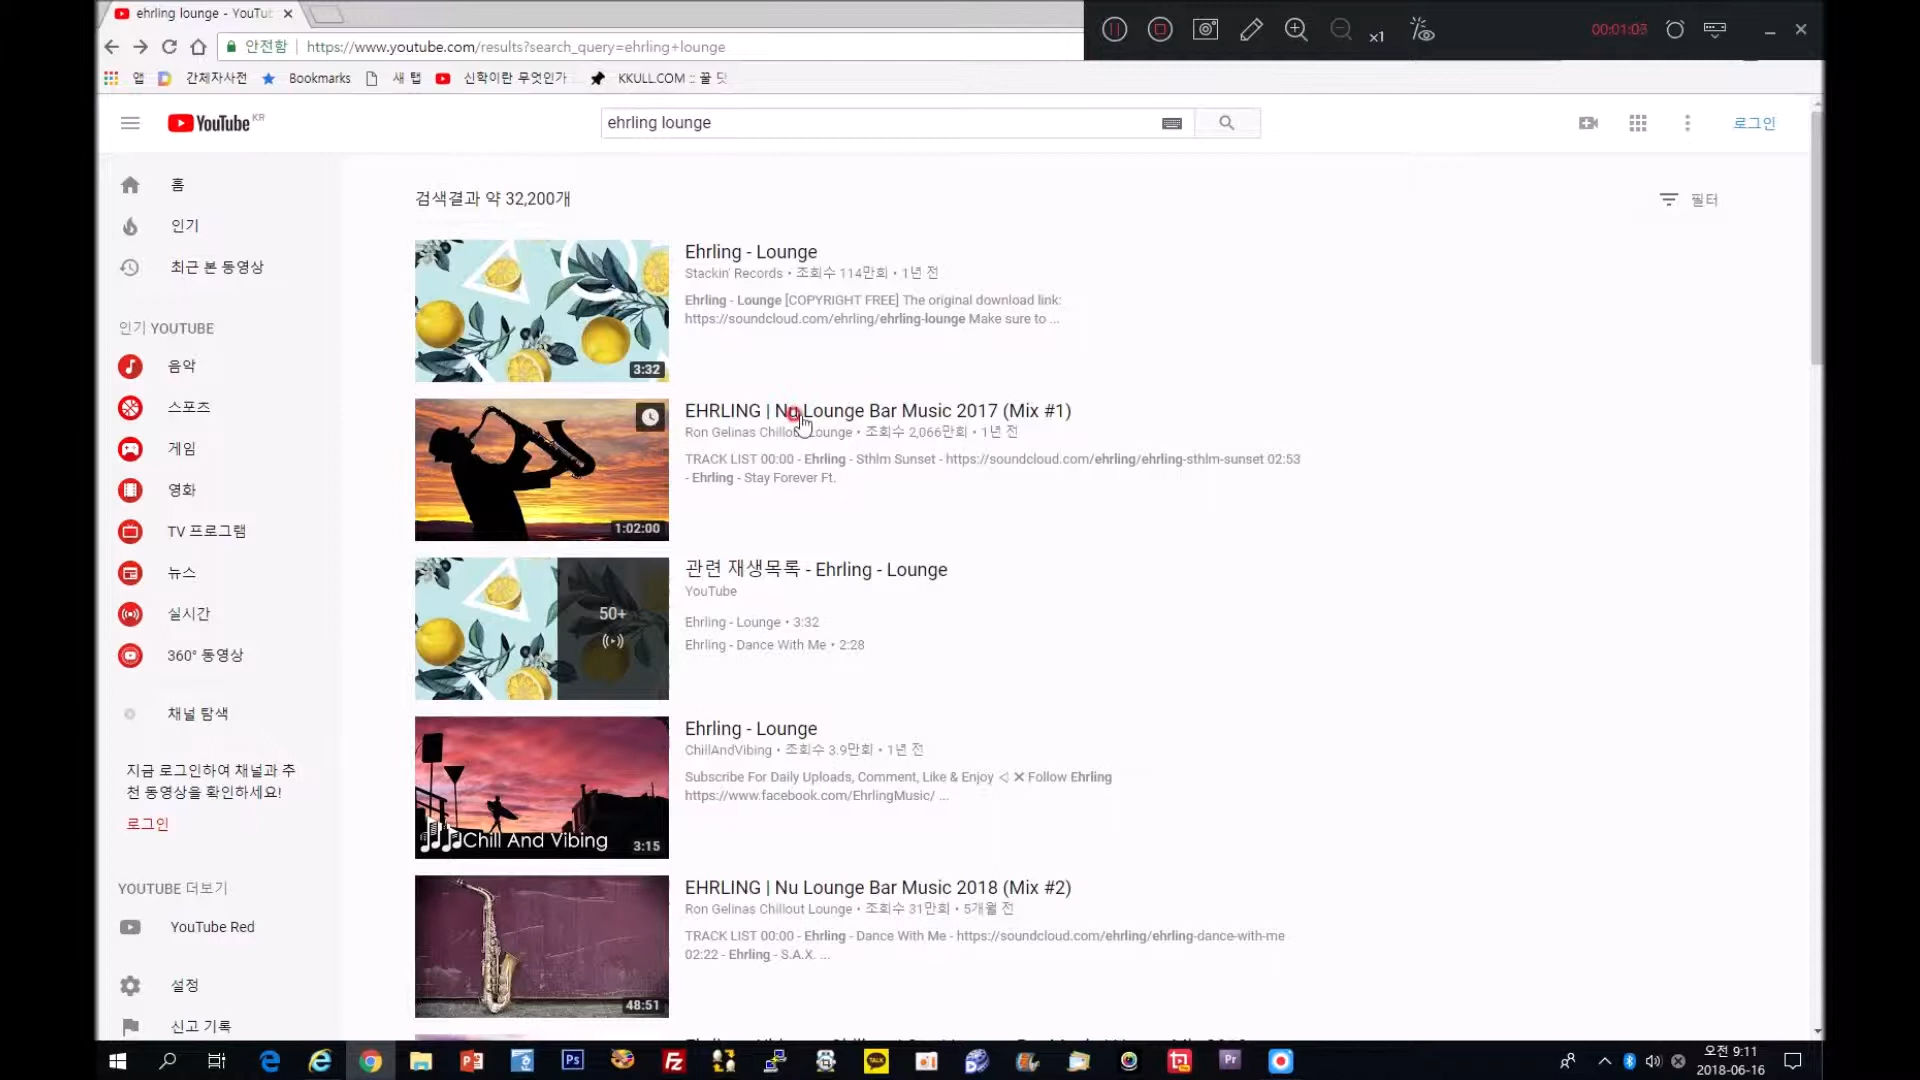 ehrling lounge - YouTub
00:01:03
x1
안전함
https://www.youtube.com/results?search_query=ehrling+lounge
앱
간체자사전
Bookmarks
새 탭
신학이란 무엇인가
KKULL.COM :: 꿀 닷
YouTube KR
ehrling lounge
로그인
홈
인기
최근 본 동영상
인기 YOUTUBE
음악
스포츠
게임
영화
TV 프로그램
뉴스
실시간
360° 동영상
채널 탐색
지금 로그인하여 채널과 추
천 동영상을 확인하세요!
로그인
YOUTUBE 더보기
YouTube Red
설정
신고 기록
검색결과 약 32,200개
필터
3:32
Ehrling - Lounge
Stackin' Records • 조회수 114만회 • 1년 전
Ehrling - Lounge [COPYRIGHT FREE] The original download link:
https://soundcloud.com/ehrling/ehrling-lounge Make sure to ...
1:02:00
EHRLING | Nu Lounge Bar Music 2017 (Mix #1)
Ron Gelinas Chillout Lounge • 조회수 2,066만회 • 1년 전
TRACK LIST 00:00 - Ehrling - Sthlm Sunset - https://soundcloud.com/ehrling/ehrling-sthlm-sunset 02:53
- Ehrling - Stay Forever Ft.
50+
관련 재생목록 - Ehrling - Lounge
YouTube
Ehrling - Lounge • 3:32
Ehrling - Dance With Me • 2:28
Chill And Vibing
3:15
Ehrling - Lounge
ChillAndVibing • 조회수 3.9만회 • 1년 전
Subscribe For Daily Uploads, Comment, Like & Enjoy ◁ ✕ Follow Ehrling
https://www.facebook.com/EhrlingMusic/ ...
48:51
EHRLING | Nu Lounge Bar Music 2018 (Mix #2)
Ron Gelinas Chillout Lounge • 조회수 31만회 • 5개월 전
TRACK LIST 00:00 - Ehrling - Dance With Me - https://soundcloud.com/ehrling/ehrling-dance-with-me
02:22 - Ehrling - S.A.X. ...
Ps
Fz
TALK
Pr
오전 9:11
2018-06-16